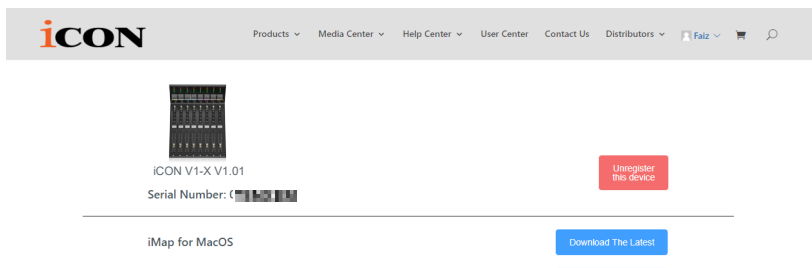 iCON
Products Media Center Help Center User Center Contact Us Distributors Faiz
iCON V1-X V1.01
Unregister
this device
Serial Number:
iMap for MacOS
Download The Latest